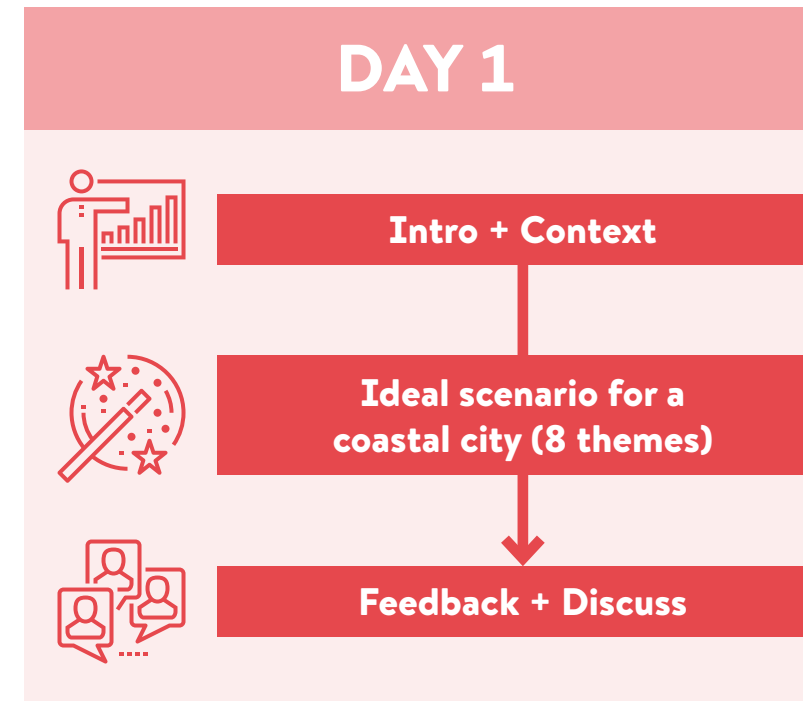 DAY 1
Intro + Context
Ideal scenario for a
coastal city (8 themes)
Feedback + Discuss